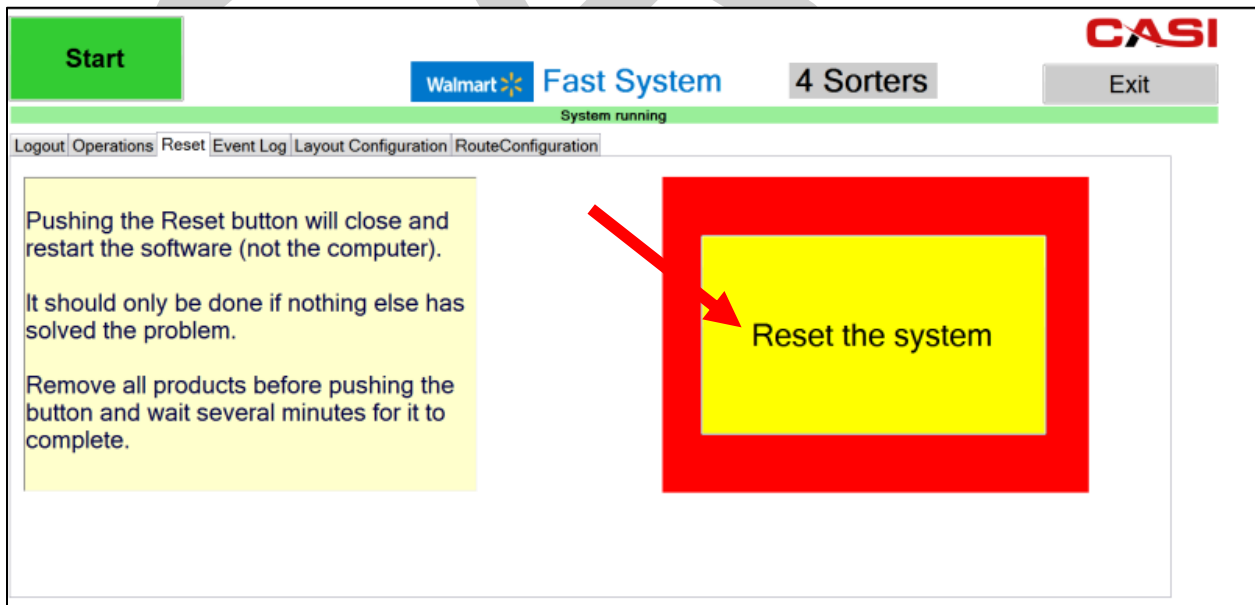 Start
CASI
Walmart Fast System
4 Sorters
Exit
System running
Logout Operations Reset Event Log Layout Configuration RouteConfiguration
Pushing the Reset button will close and
restart the software (not the computer).
It should only be done if nothing else has
solved the problem.
Remove all products before pushing the
button and wait several minutes for it to
complete.
Reset the system